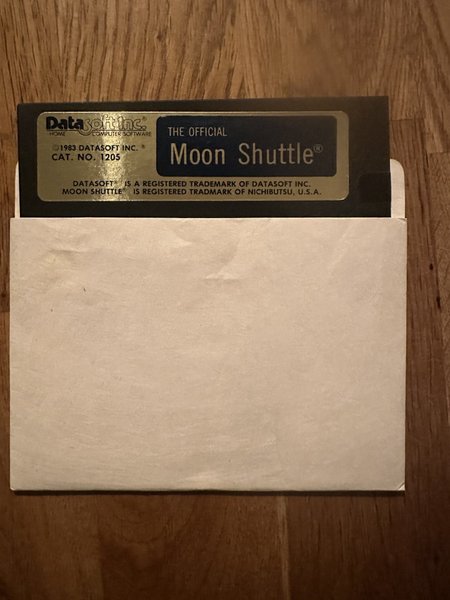 Datasoft Inc.®
HOME COMPUTER SOFTWARE
©1983 DATASOFT INC.®
CAT. NO. 1205
THE OFFICIAL
Moon Shuttle®
DATASOFT® IS A REGISTERED TRADEMARK OF DATASOFT INC.
MOON SHUTTLE® IS REGISTERED TRADMARK OF NICHIBUTSU, U.S.A.